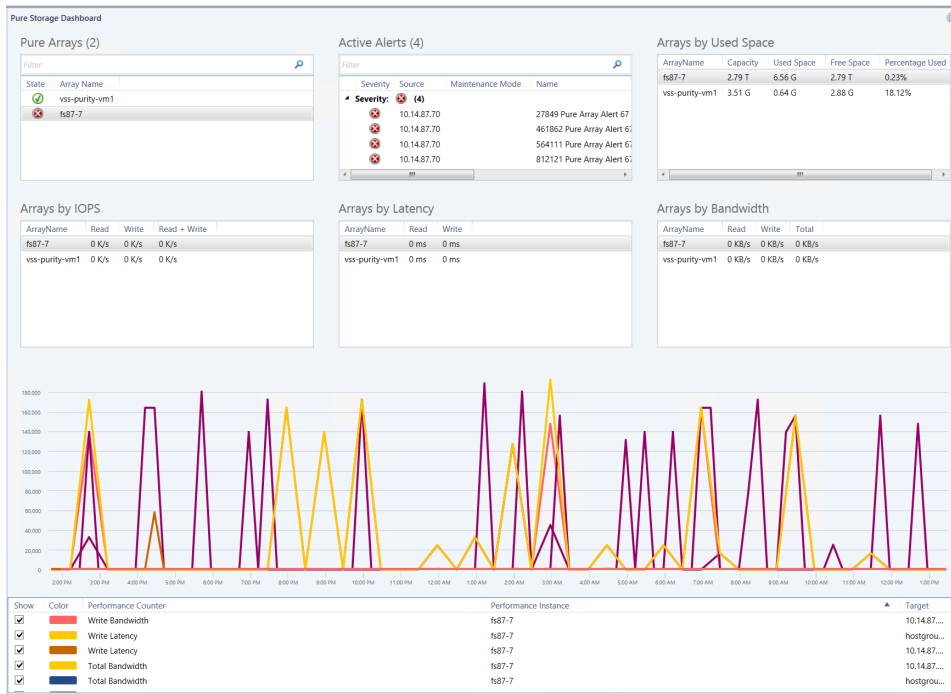 Pure Storage Dashboard
Pure Arrays (2)
Filter
State Array Name
vss-purity-vm1
fs87-7
Active Alerts (4)
Filter
Severity Source Maintenance Mode Name
Severity: (4)
10.14.87.70 27849 Pure Array Alert 67
10.14.87.70 461862 Pure Array Alert 67
10.14.87.70 564111 Pure Array Alert 67
10.14.87.70 812121 Pure Array Alert 67
Arrays by Used Space
ArrayName Capacity Used Space Free Space Percentage Used
fs87-7 2.79 T 6.56 G 2.79 T 0.23%
vss-purity-vm1 3.51 G 0.64 G 2.88 G 18.12%
Arrays by IOPS
ArrayName Read Write Read + Write
fs87-7 0 K/s 0 K/s 0 K/s
vss-purity-vm1 0 K/s 0 K/s 0 K/s
Arrays by Latency
ArrayName Read Write
fs87-7 0 ms 0 ms
vss-purity-vm1 0 ms 0 ms
Arrays by Bandwidth
ArrayName Read Write Total
fs87-7 0 KB/s 0 KB/s 0 KB/s
vss-purity-vm1 0 KB/s 0 KB/s 0 KB/s
180,000
160,000
140,000
120,000
100,000
80,000
60,000
40,000
20,000
0
2:00 PM 3:00 PM 4:00 PM 5:00 PM 6:00 PM 7:00 PM 8:00 PM 9:00 PM 10:00 PM 11:00 PM 12:00 AM 1:00 AM 2:00 AM 3:00 AM 4:00 AM 5:00 AM 6:00 AM 7:00 AM 8:00 AM 9:00 AM 10:00 AM 11:00 AM 12:00 PM 1:00 PM
Show Color Performance Counter Performance Instance Target
Write Bandwidth fs87-7 10.14.87....
Write Latency fs87-7 hostgrou...
Write Latency fs87-7 10.14.87....
Total Bandwidth fs87-7 10.14.87....
Total Bandwidth fs87-7 hostgrou...